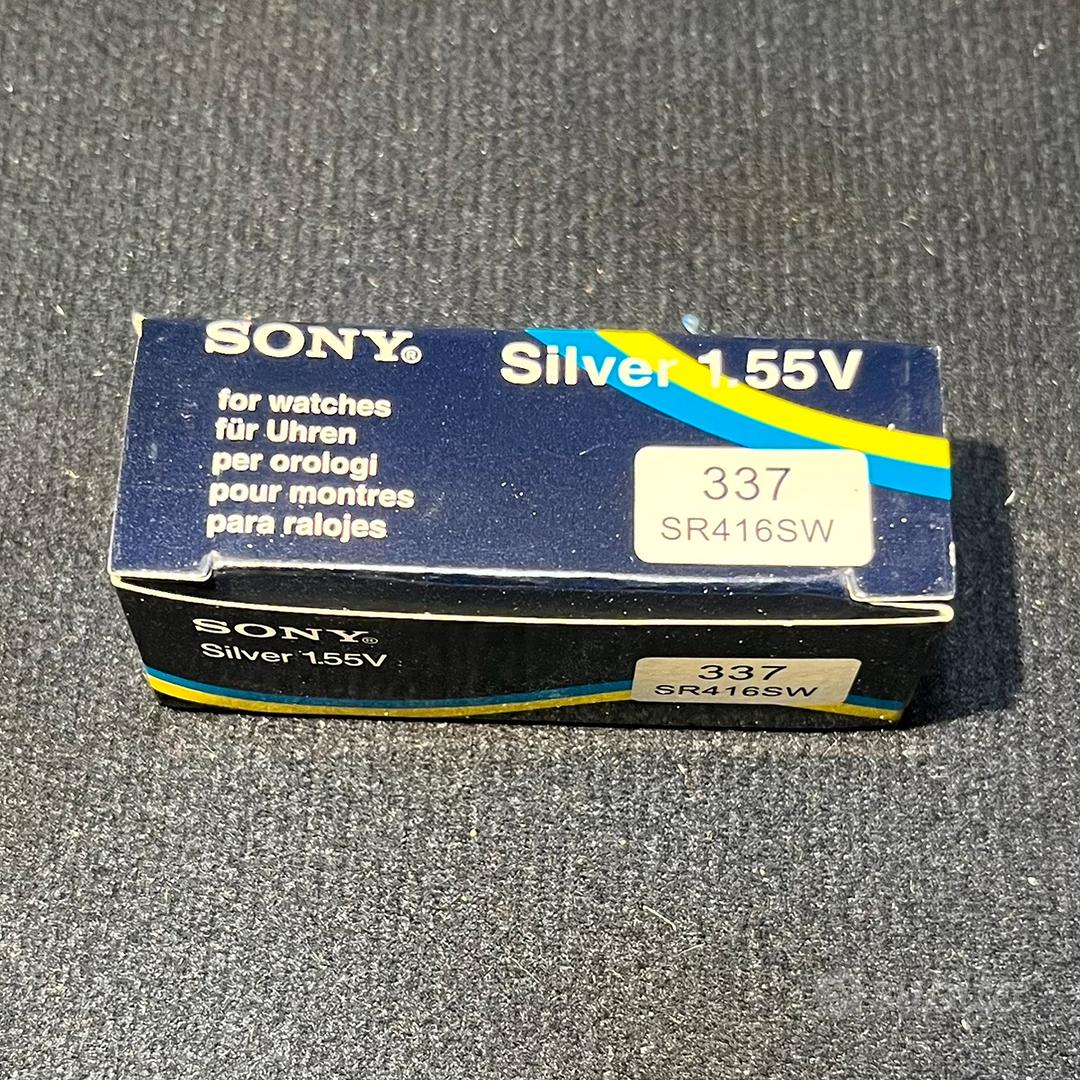 SONY®
Silver 1.55V
for watches
für Uhren
per orologi
pour montres
para ralojes
337
SR416SW
SONY®
Silver 1.55V
337
SR416SW